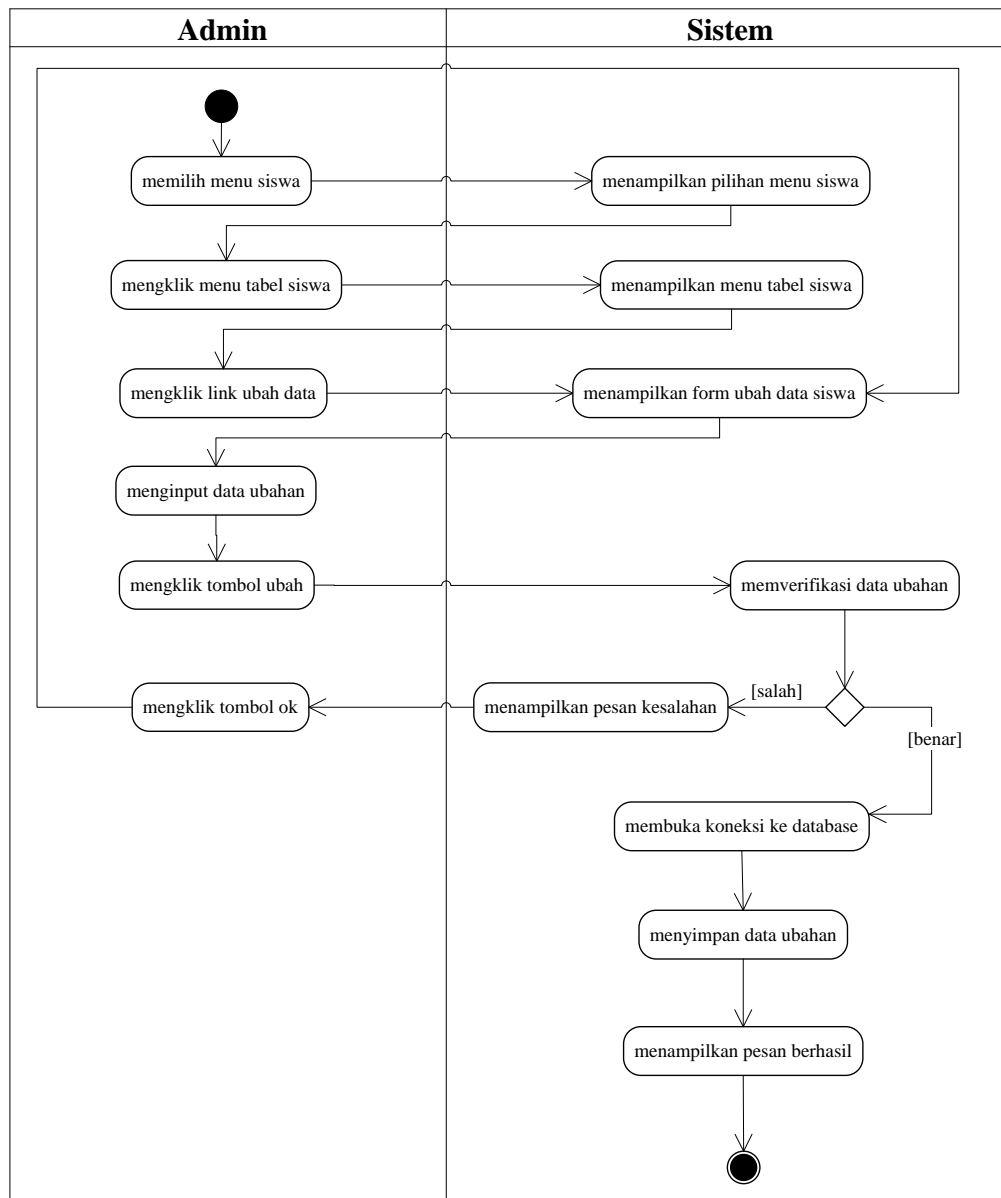 Admin
Sistem
memilih menu siswa
menampilkan pilihan menu siswa
mengklik menu tabel siswa
menampilkan menu tabel siswa
mengklik link ubah data
menampilkan form ubah data siswa
menginput data ubahan
mengklik tombol ubah
memverifikasi data ubahan
[salah]
mengklik tombol ok
menampilkan pesan kesalahan
[benar]
membuka koneksi ke database
menyimpan data ubahan
menampilkan pesan berhasil